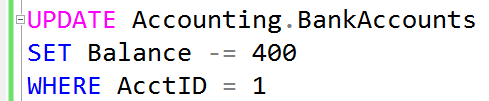 UPDATE Accounting.BankAccounts
SET Balance -= 400
WHERE AcctID = 1